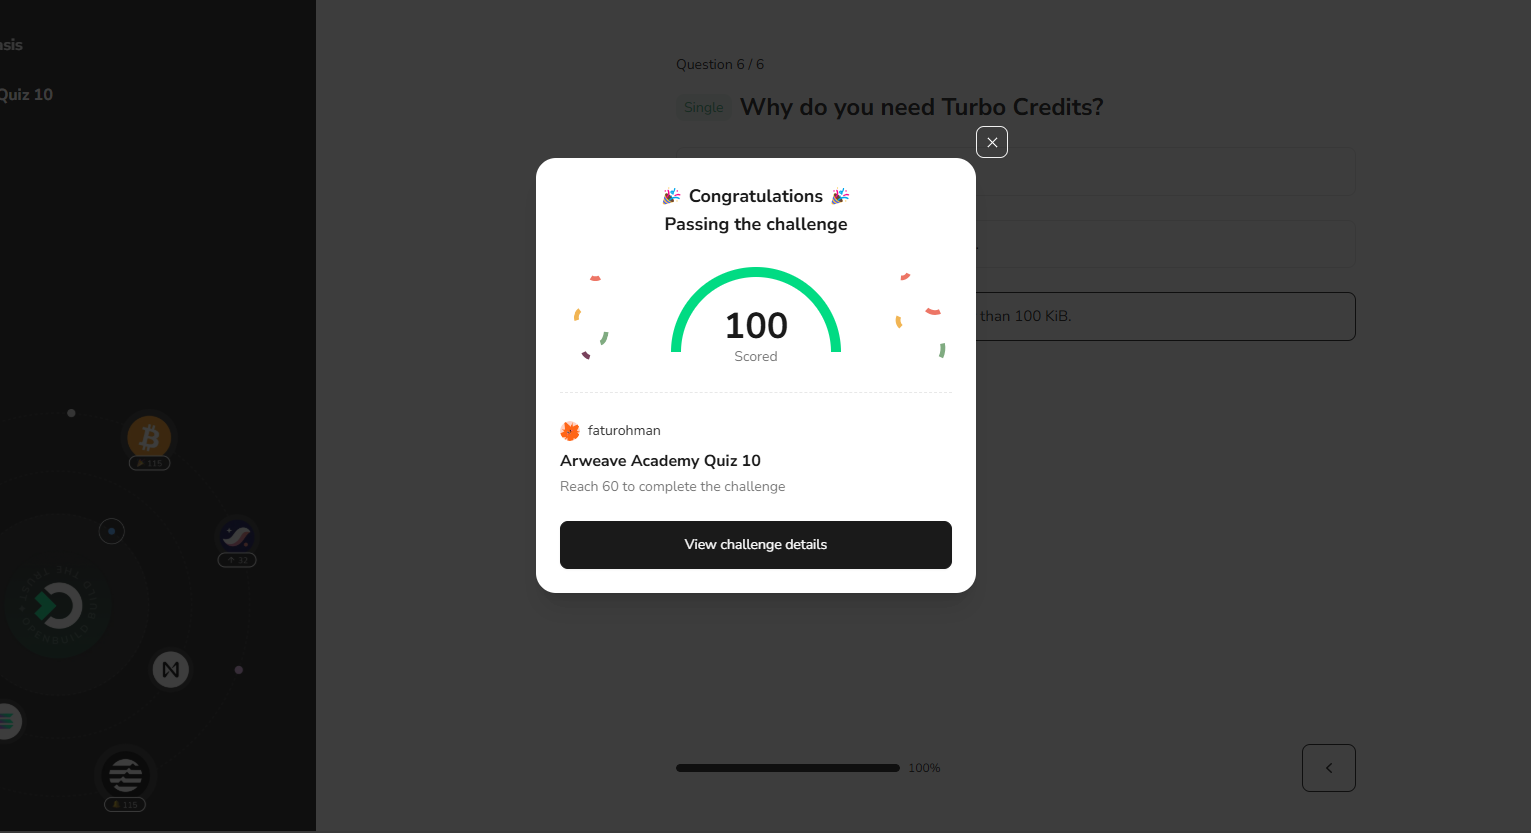 asis
Quiz 10
Question 6 / 6
Single
Why do you need Turbo Credits?
than 100 KiB.
Congratulations
Passing the challenge
100
Scored
faturohman
Arweave Academy Quiz 10
Reach 60 to complete the challenge
View challenge details
115
32
115
100%